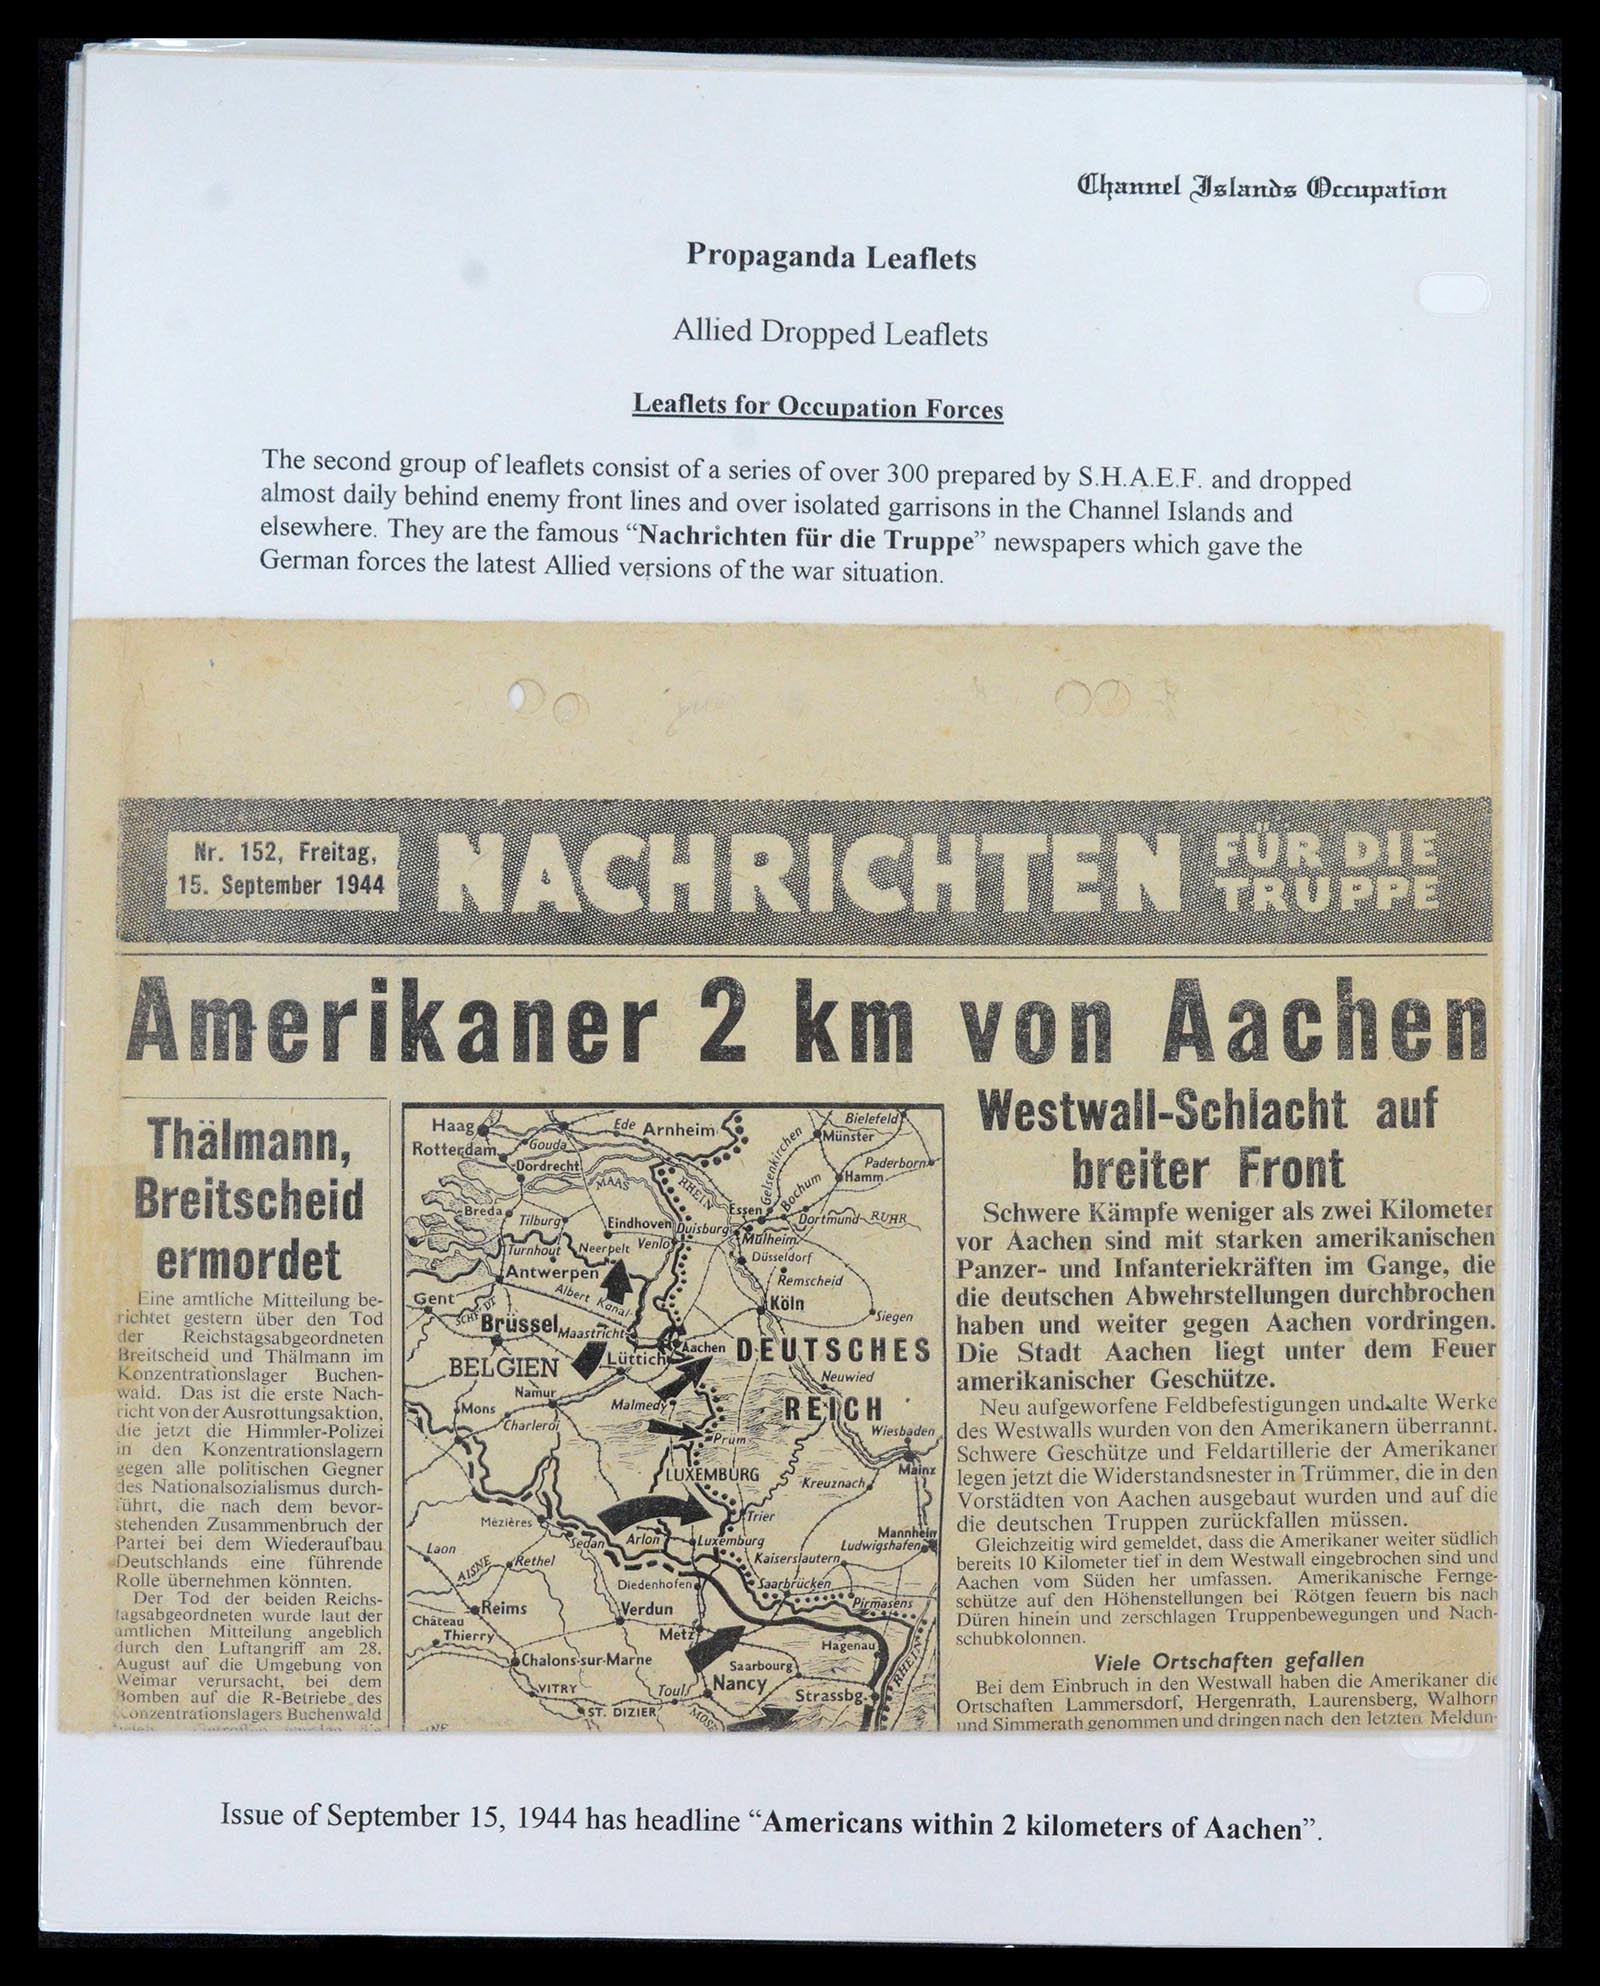 Channel Islands Occupation
Propaganda Leaflets
Allied Dropped Leaflets
Leaflets for Occupation Forces
The second group of leaflets consist of a series of over 300 prepared by S.H.A.E.F. and dropped
almost daily behind enemy front lines and over isolated garrisons in the Channel Islands and
elsewhere. They are the famous “Nachrichten für die Truppe” newspapers which gave the
German forces the latest Allied versions of the war situation.
Nr. 152, Freitag,
15. September 1944
NACHRICHTEN
FÜR DIE
TRUPPE
Amerikaner 2 km von Aachen
Thälmann,
Breitscheid
ermordet
Eine amtliche Mitteilung be-
richtet gestern über den Tod
der Reichstagsabgeordneten
Breitscheid und Thälmann im
Konzentrationslager Buchen-
wald. Das ist die erste Nach-
richt von der Ausrottungsaktion,
die jetzt die Himmler-Polizei
in den Konzentrationslagern
gegen alle politischen Gegner
des Nationalsozialismus durch-
führt, die nach dem bevor-
stehenden Zusammenbruch der
Partei bei dem Wiederaufbau
Deutschlands eine führende
Rolle übernehmen könnten.
Der Tod der beiden Reichs-
tagsabgeordneten wurde laut der
amtlichen Mitteilung angeblich
durch den Luftangriff am 28.
August auf die Umgebung von
Weimar verursacht, bei dem
Bomben auf die R-Betriebe des
Konzentrationslagers Buchenwald
Haag
Ede
Arnheim
Bielefeld
Münster
Rotterdam
Gouda
Dordrecht
MAAS
RHEIN
Gelsenkirchen
Paderborn
Hamm
Bochum
Breda
Tilburg
Eindhoven
Duisburg
Essen
Dortmund
RUHR
Mülheim
Turnhout
Neerpelt
Venlo
Düsseldorf
Antwerpen
Remscheid
Albert Kanal
Gent
SCHELDT
Brüssel
Maastricht
Köln
Siegen
BELGIEN
Lüttich
Aachen
DEUTSCHES
Neuwied
Namur
Malmedy
REICH
Mons
Charleroi
Prüm
Wiesbaden
LUXEMBURG
Kreuznach
Mainz
Mézières
Trier
Sedan
Arlon
Luxemburg
Mannheim
Ludwigshafen
Laon
AISNE
Rethel
Kaiserslautern
Diedenhofen
Saarbrücken
Pirmasens
Reims
Verdun
Château
Thierry
Metz
Hagenau
RHEIN
Chalons-sur-Marne
Saarbourg
VITRY
Toul
Nancy
Strassbg.
ST. DIZIER
Westwall-Schlacht auf
breiter Front
Schwere Kämpfe weniger als zwei Kilometer
vor Aachen sind mit starken amerikanischen
Panzer- und Infanteriekräften im Gange, die
die deutschen Abwehrstellungen durchbrochen
haben und weiter gegen Aachen vordringen.
Die Stadt Aachen liegt unter dem Feuer
amerikanischer Geschütze.
Neu aufgeworfene Feldbefestigungen und alte Werke
des Westwalls wurden von den Amerikanern überrannt.
Schwere Geschütze und Feldartillerie der Amerikaner
legen jetzt die Widerstandsnester in Trümmer, die in den
Vorstädten von Aachen ausgebaut wurden und auf die
die deutschen Truppen zurückfallen müssen.
Gleichzeitig wird gemeldet, dass die Amerikaner weiter südlich
bereits 10 Kilometer tief in dem Westwall eingebrochen sind und
Aachen vom Süden her umfassen. Amerikanische Fernge-
schütze auf den Höhenstellungen bei Rötgen feuern bis nach
Düren hinein und zerschlagen Truppenbewegungen und Nach-
schubkolonnen.
Viele Ortschaften gefallen
Bei dem Einbruch in den Westwall haben die Amerikaner die
Ortschaften Lammersdorf, Hergenrath, Laurensberg, Walhorn
und Simmerath genommen und dringen nach den letzten Meldun-
Issue of September 15, 1944 has headline “Americans within 2 kilometers of Aachen”.